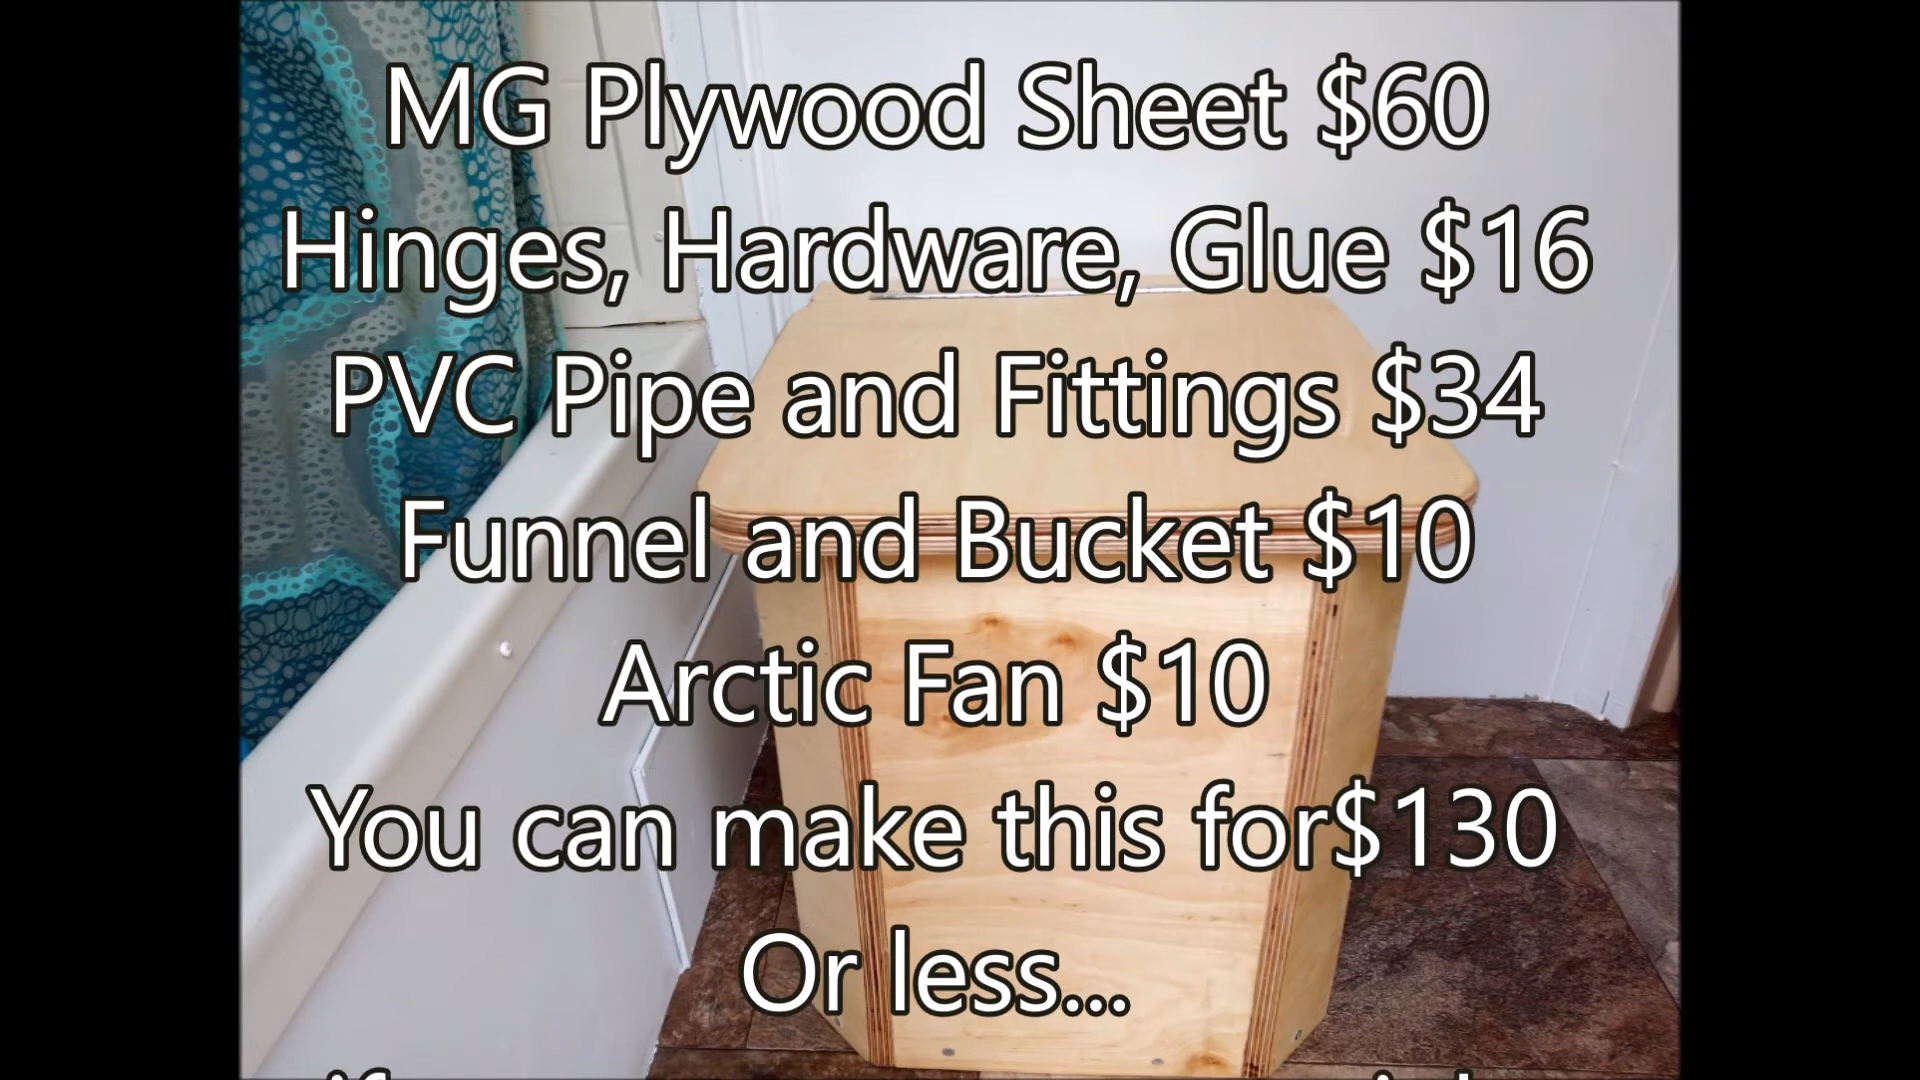 MG Plywood Sheet $60
Hinges, Hardware, Glue $16
PVC Pipe and Fittings $34
Funnel and Bucket $10
Arctic Fan $10
You can make this for$130
Or less...